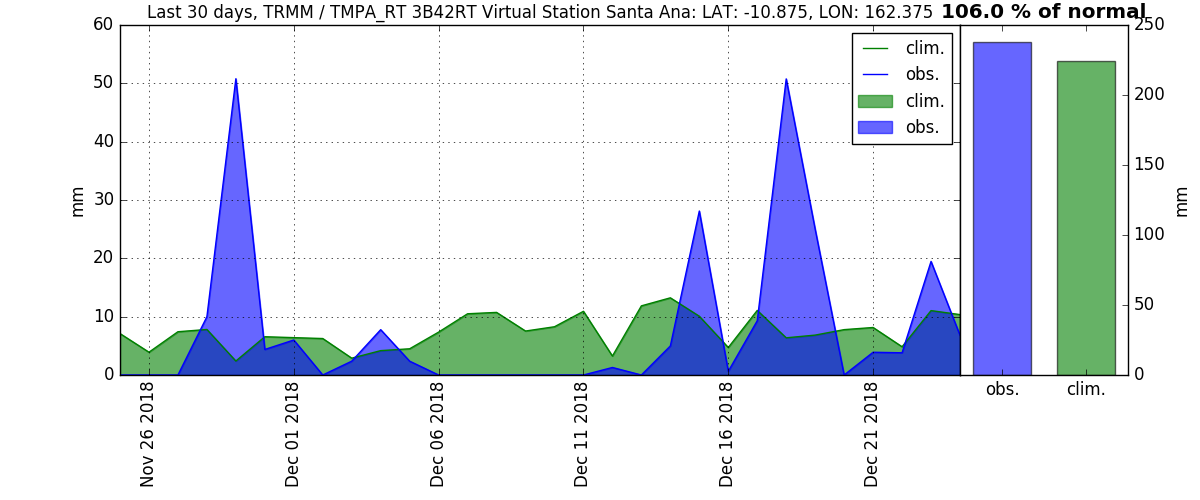 Last 30 days, TRMM / TMPA_RT 3B42RT Virtual Station Santa Ana: LAT: -10.875, LON: 162.375 106.0 % of normal
60
50
40
30
20
10
0
mm
clim.
obs.
clim.
obs.
Nov 26 2018
Dec 01 2018
Dec 06 2018
Dec 11 2018
Dec 16 2018
Dec 21 2018
250
200
150
100
50
0
mm
obs.
clim.